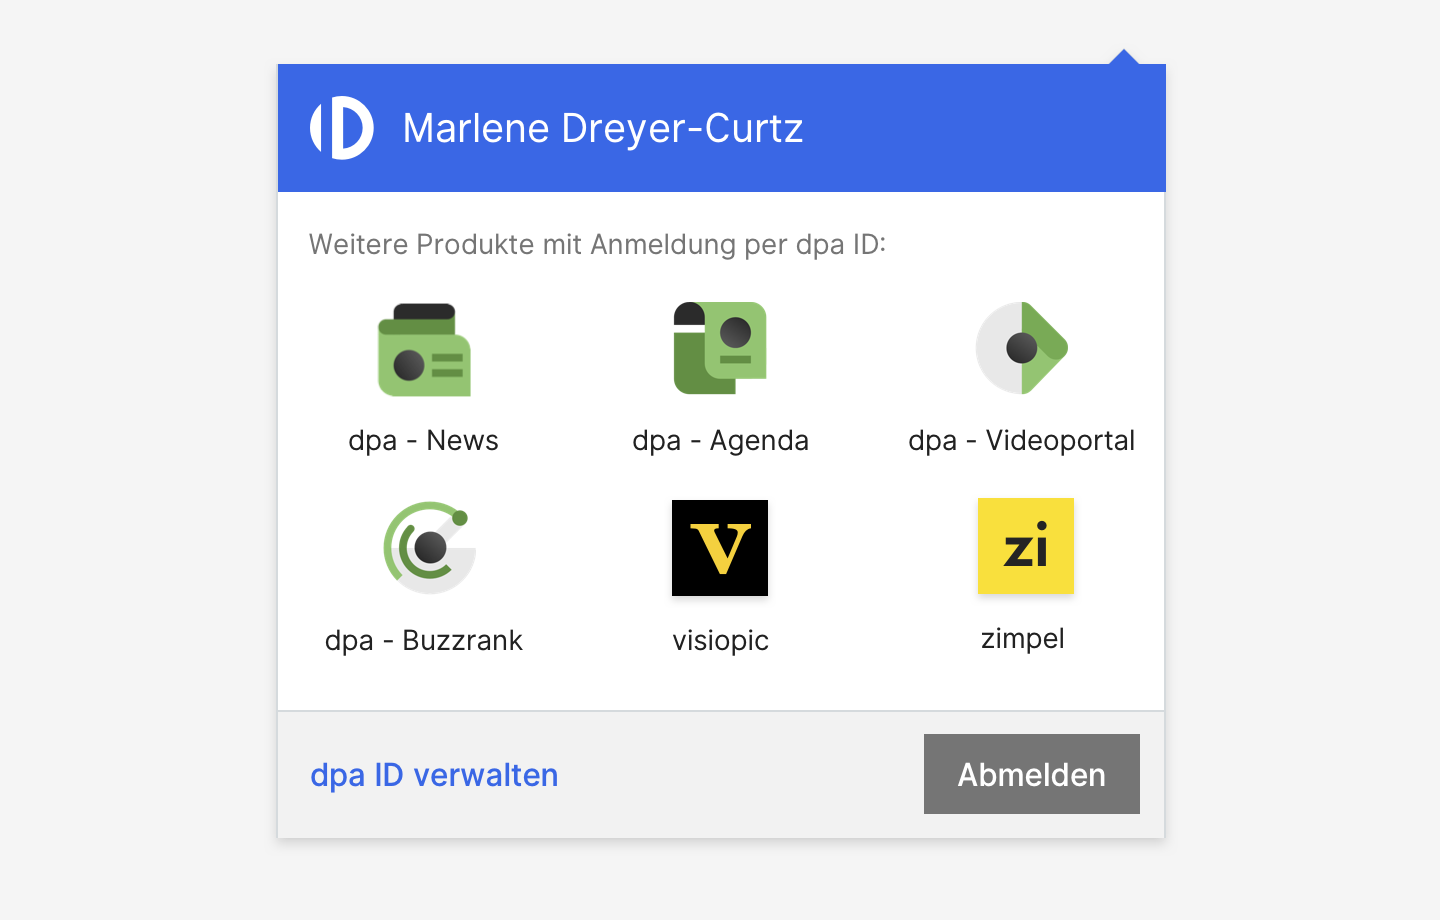 ID Marlene Dreyer-Curtz
Weitere Produkte mit Anmeldung per dpa ID:
dpa - News dpa - Agenda dpa - Videoportal
V zi
dpa - Buzzrank visiopic zimpel
dpa ID verwalten Abmelden